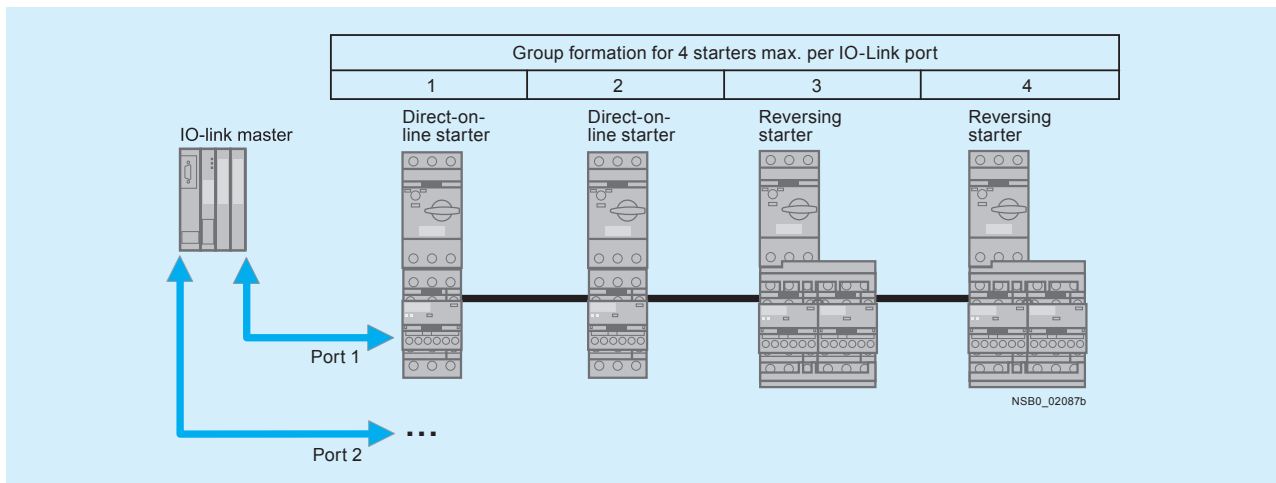 Group formation for 4 starters max. per IO-Link port
1 2 3 4
Direct-on-
line starter
Direct-on-
line starter
Reversing
starter
Reversing
starter
IO-link master
Port 1
NSB0_02087b
...
Port 2